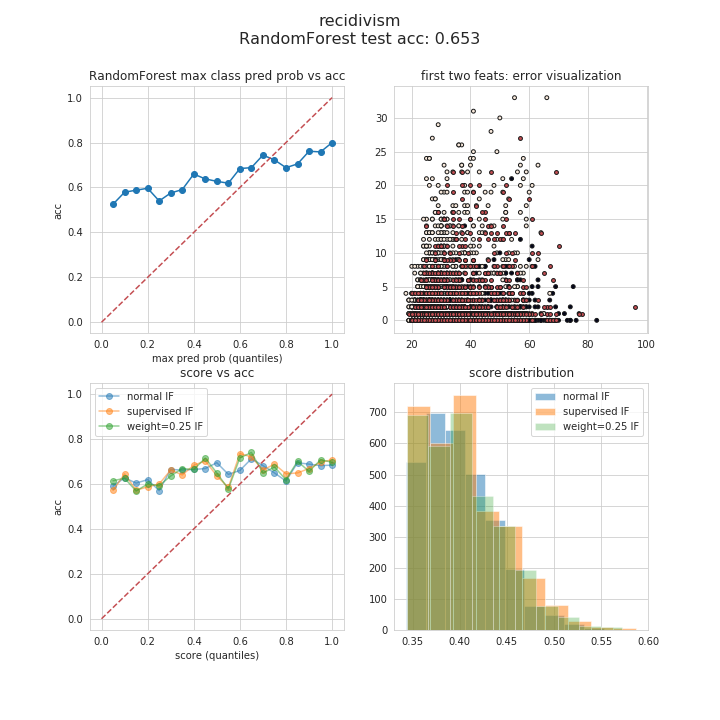 recidivism
RandomForest test acc: 0.653
RandomForest max class pred prob vs acc
1.0
0.8
0.6
0.4
0.2
0.0
acc
0.0 0.2 0.4 0.6 0.8 1.0
max pred prob (quantiles)
first two feats: error visualization
30
25
20
15
10
5
0
20 40 60 80 100
score vs acc
normal IF
supervised IF
weight=0.25 IF
1.0
0.8
0.6
0.4
0.2
0.0
acc
0.0 0.2 0.4 0.6 0.8 1.0
score (quantiles)
score distribution
normal IF
supervised IF
weight=0.25 IF
700
600
500
400
300
200
100
0
0.35 0.40 0.45 0.50 0.55 0.60